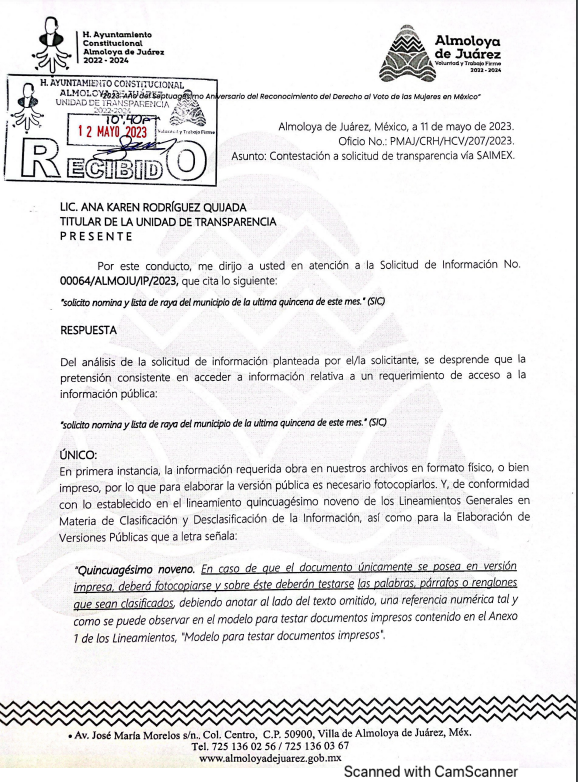 H. Ayuntamiento
Constitucional
Almoloya de Juárez
2022 - 2024
Almoloya
de Juárez
Voluntad y Trabajo Firme
2022 - 2024
H. AYUNTAMIENTO CONSTITUCIONAL
ALMOLOYA DE JUÁREZ
"2023. Año del Septuagésimo Aniversario del Reconocimiento del Derecho al Voto de las Mujeres en México"
UNIDAD DE TRANSPARENCIA
2022-2024
10:40
12 MAYO 2023
Voluntad y Trabajo Firme
RECIBIDO
Almoloya de Juárez, México, a 11 de mayo de 2023.
Oficio No.: PMAJ/CRH/HCV/207/2023.
Asunto: Contestación a solicitud de transparencia vía SAIMEX.
LIC. ANA KAREN RODRÍGUEZ QUIJADA
TITULAR DE LA UNIDAD DE TRANSPARENCIA
P R E S E N T E
Por este conducto, me dirijo a usted en atención a la Solicitud de Información No.
00064/ALMOJU/IP/2023, que cita lo siguiente:
"solicito nomina y lista de raya del municipio de la ultima quincena de este mes." (SIC)
RESPUESTA
Del análisis de la solicitud de información planteada por el/la solicitante, se desprende que la
pretensión consistente en acceder a información relativa a un requerimiento de acceso a la
información pública:
"solicito nomina y lista de raya del municipio de la ultima quincena de este mes." (SIC)
ÚNICO:
En primera instancia, la información requerida obra en nuestros archivos en formato físico, o bien
impreso, por lo que para elaborar la versión pública es necesario fotocopiarlos. Y, de conformidad
con lo establecido en el lineamiento quincuagésimo noveno de los Lineamientos Generales en
Materia de Clasificación y Desclasificación de la Información, así como para la Elaboración de
Versiones Públicas que a letra señala:
"Quincuagésimo noveno. En caso de que el documento únicamente se posea en versión
impresa, deberá fotocopiarse y sobre éste deberán testarse las palabras, párrafos o renglones
que sean clasificados, debiendo anotar al lado del texto omitido, una referencia numérica tal y
como se puede observar en el modelo para testar documentos impresos contenido en el Anexo
1 de los Lineamientos, "Modelo para testar documentos impresos".
• Av. José María Morelos s/n., Col. Centro, C.P. 50900, Villa de Almoloya de Juárez, Méx.
Tel. 725 136 02 56 / 725 136 03 67
www.almoloyadejuarez.gob.mx
Scanned with CamScanner